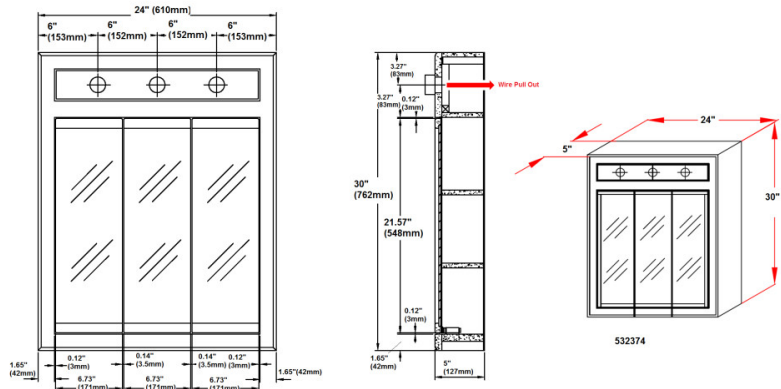 24" (610mm)
6" 6" 6" 6"
(153mm) (152mm) (152mm) (153mm)
1.65"
(42mm)
0.12"
(3mm)
0.14"
(3.5mm)
0.14"
(3.5mm)
0.12"
(3mm)
1.65"(42mm)
6.73" 6.73" 6.73"
(171mm) (171mm) (171mm)
3.27"
(83mm)
3.27"
(83mm)
0.12"
(3mm)
Wire Pull Out
30"
(762mm)
21.57"
(548mm)
0.12"
(3mm)
1.65"
(42mm)
5"
(127mm)
24"
5"
30"
532374